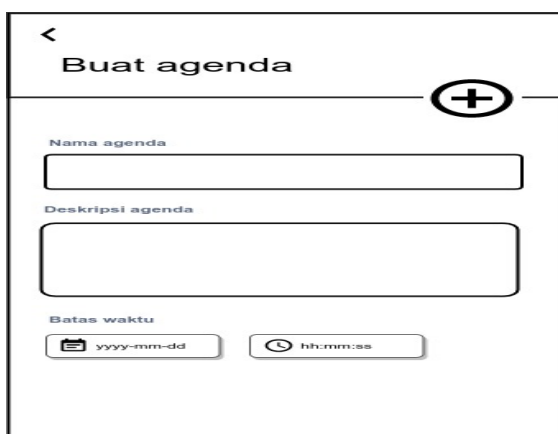 Buat agenda
Nama agenda
Deskripsi agenda
Batas waktu
yyyy-mm-dd hh:mm:ss